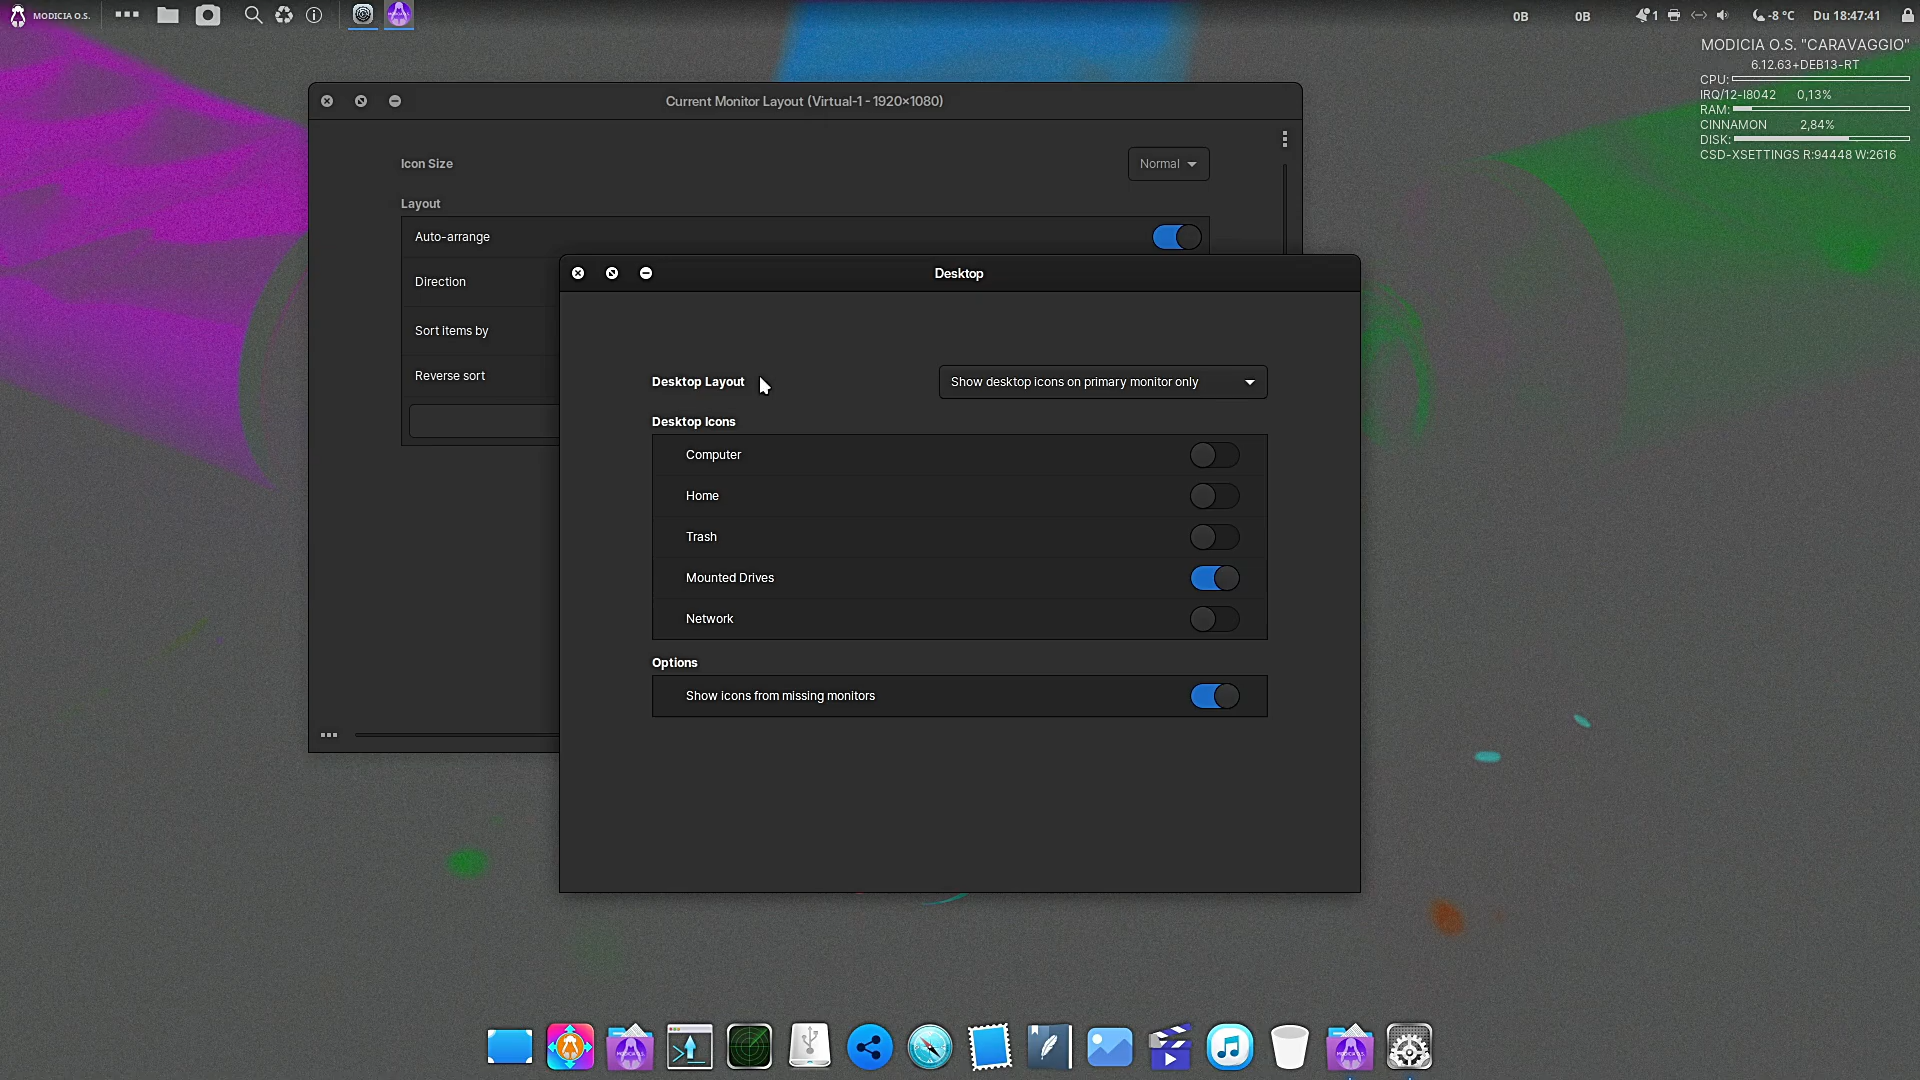 MODICIA O.S.
0B
0B
1
-8 °C
Du 18:47:41
MODICIA O.S. "CARAVAGGIO"
6.12.63+DEB13-RT
CPU:
IRQ/12-I8042 0,13%
RAM:
CINNAMON 2,84%
DISK:
CSD-XSETTINGS R:94448 W:2616
Current Monitor Layout (Virtual-1 - 1920×1080)
Icon Size
Normal
Layout
Auto-arrange
Direction
Sort items by
Reverse sort
Desktop
Desktop Layout
Show desktop icons on primary monitor only
Desktop Icons
Computer
Home
Trash
Mounted Drives
Network
Options
Show icons from missing monitors
MODICIA O.S.
MODICIA O.S.